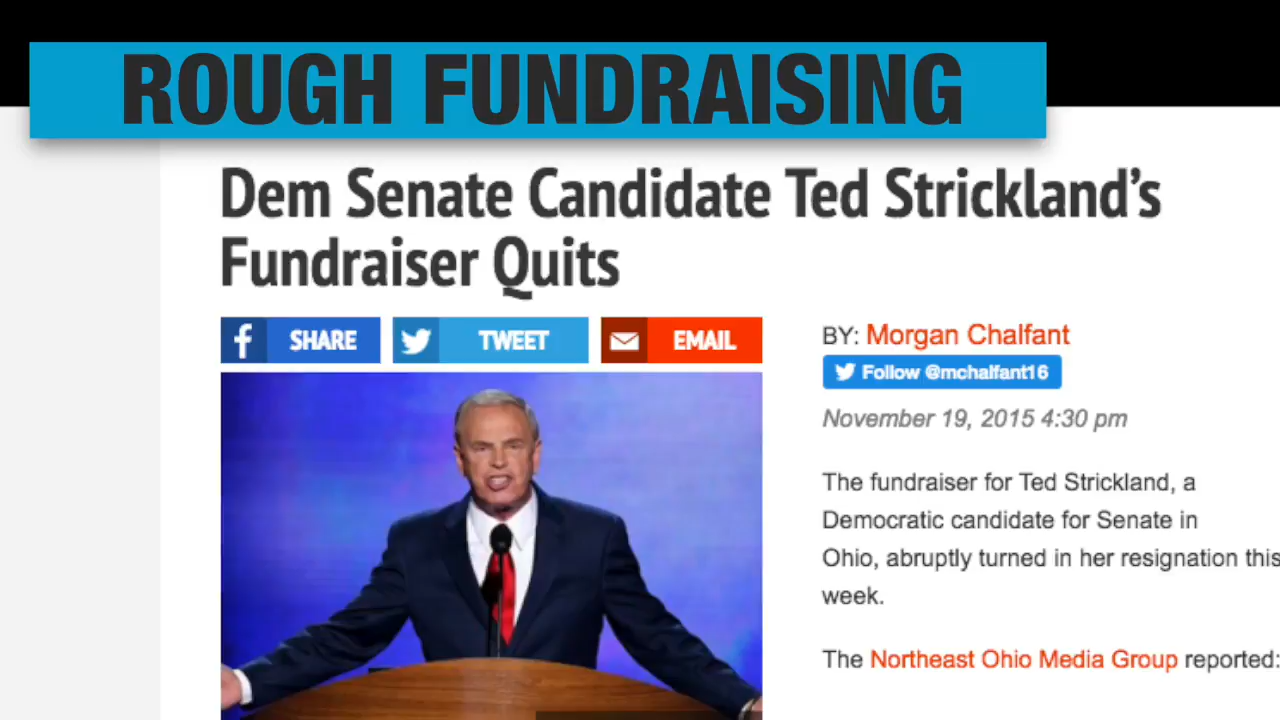 ROUGH FUNDRAISING
Dem Senate Candidate Ted Strickland’s
Fundraiser Quits
SHARE
TWEET
EMAIL
BY: Morgan Chalfant
Follow @mchalfant16
November 19, 2015 4:30 pm
The fundraiser for Ted Strickland, a
Democratic candidate for Senate in
Ohio, abruptly turned in her resignation this
week.
The Northeast Ohio Media Group reported: